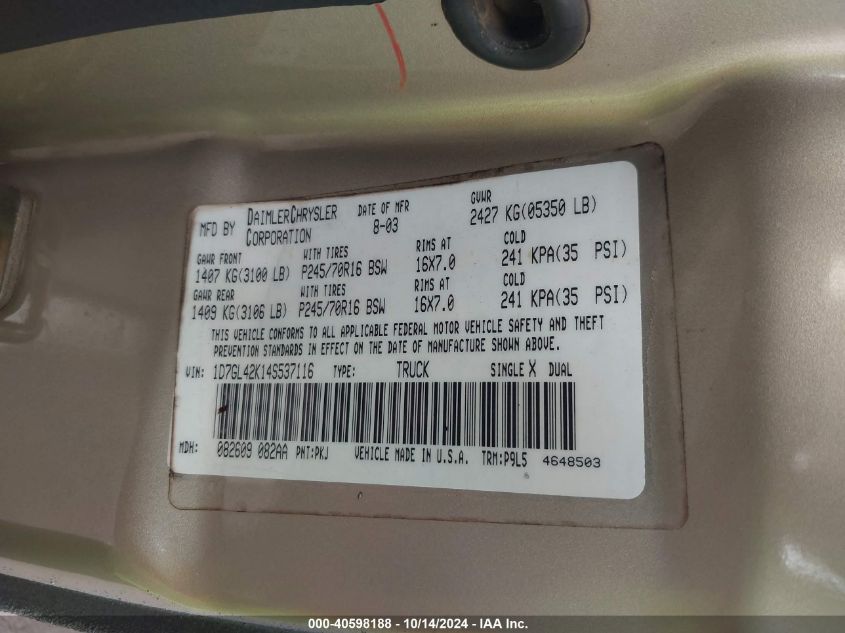 MFD BY DAIMLERCHRYSLER CORPORATION DATE OF MFR 8-03 GVWR 2427 KG(05350 LB)
GAWR FRONT WITH TIRES RIMS AT COLD
1407 KG(3100 LB) P245/70R16 BSW 16X7.0 241 KPA(35 PSI)
GAWR REAR WITH TIRES RIMS AT COLD
1409 KG(3106 LB) P245/70R16 BSW 16X7.0 241 KPA(35 PSI)
THIS VEHICLE CONFORMS TO ALL APPLICABLE FEDERAL MOTOR VEHICLE SAFETY AND THEFT
PREVENTION STANDARDS IN EFFECT ON THE DATE OF MANUFACTURE SHOWN ABOVE.
VIN: 1D7GL42K14S537116 TYPE: TRUCK SINGLE X DUAL
MDH: 082609 082AA PNT:PKJ VEHICLE MADE IN U.S.A. TRM:P9L5 4648503
000-40598188 - 10/14/2024 - IAA Inc.